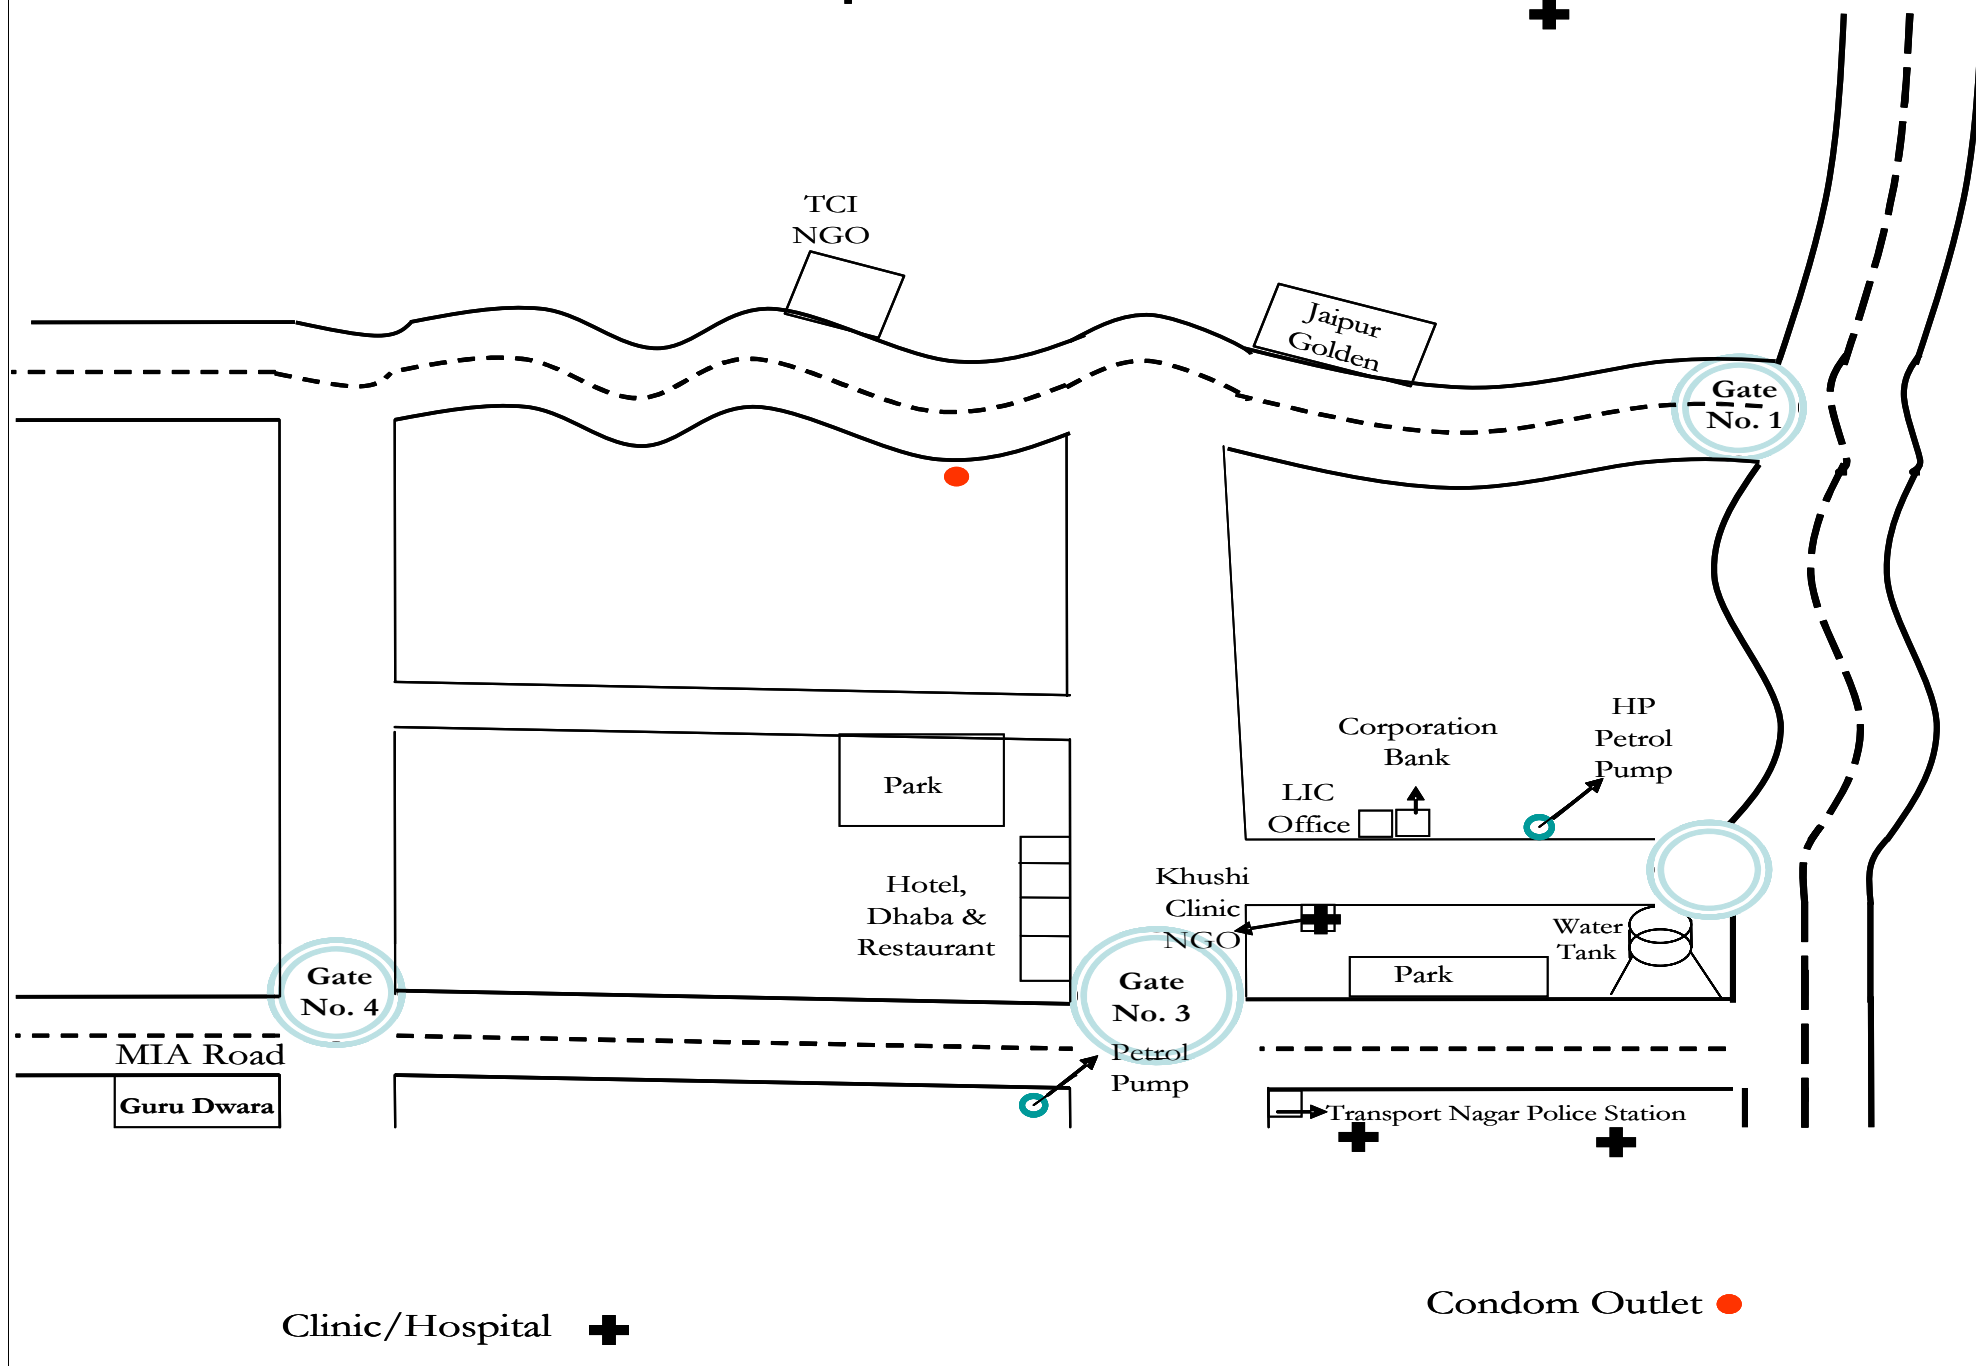 TCI
NGO
Jaipur
Golden
Gate
No. 1
HP
Petrol
Pump
Corporation
Bank
LIC
Office
Park
Hotel,
Dhaba &
Restaurant
Khushi
Clinic
NGO
Water
Tank
Park
Gate
No. 4
Gate
No. 3
MIA Road
Petrol
Pump
Guru Dwara
Transport Nagar Police Station
Condom Outlet
Clinic/Hospital